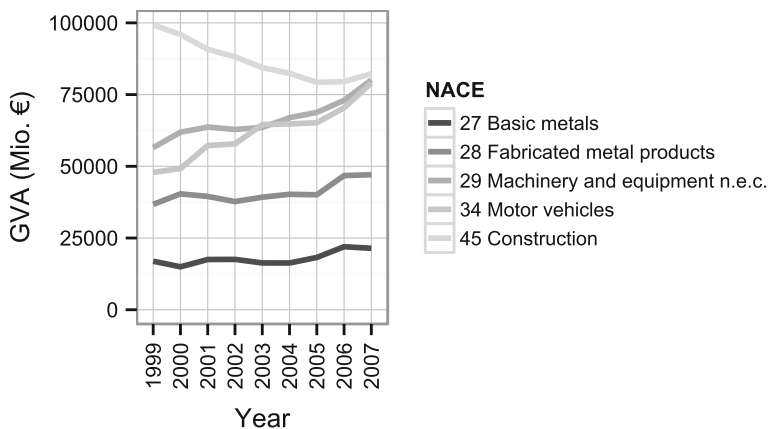 GVA (Mio. €)
100000
75000
50000
25000
0
1999
2000
2001
2002
2003
2004
2005
2006
2007
Year
NACE
27 Basic metals
28 Fabricated metal products
29 Machinery and equipment n.e.c.
34 Motor vehicles
45 Construction